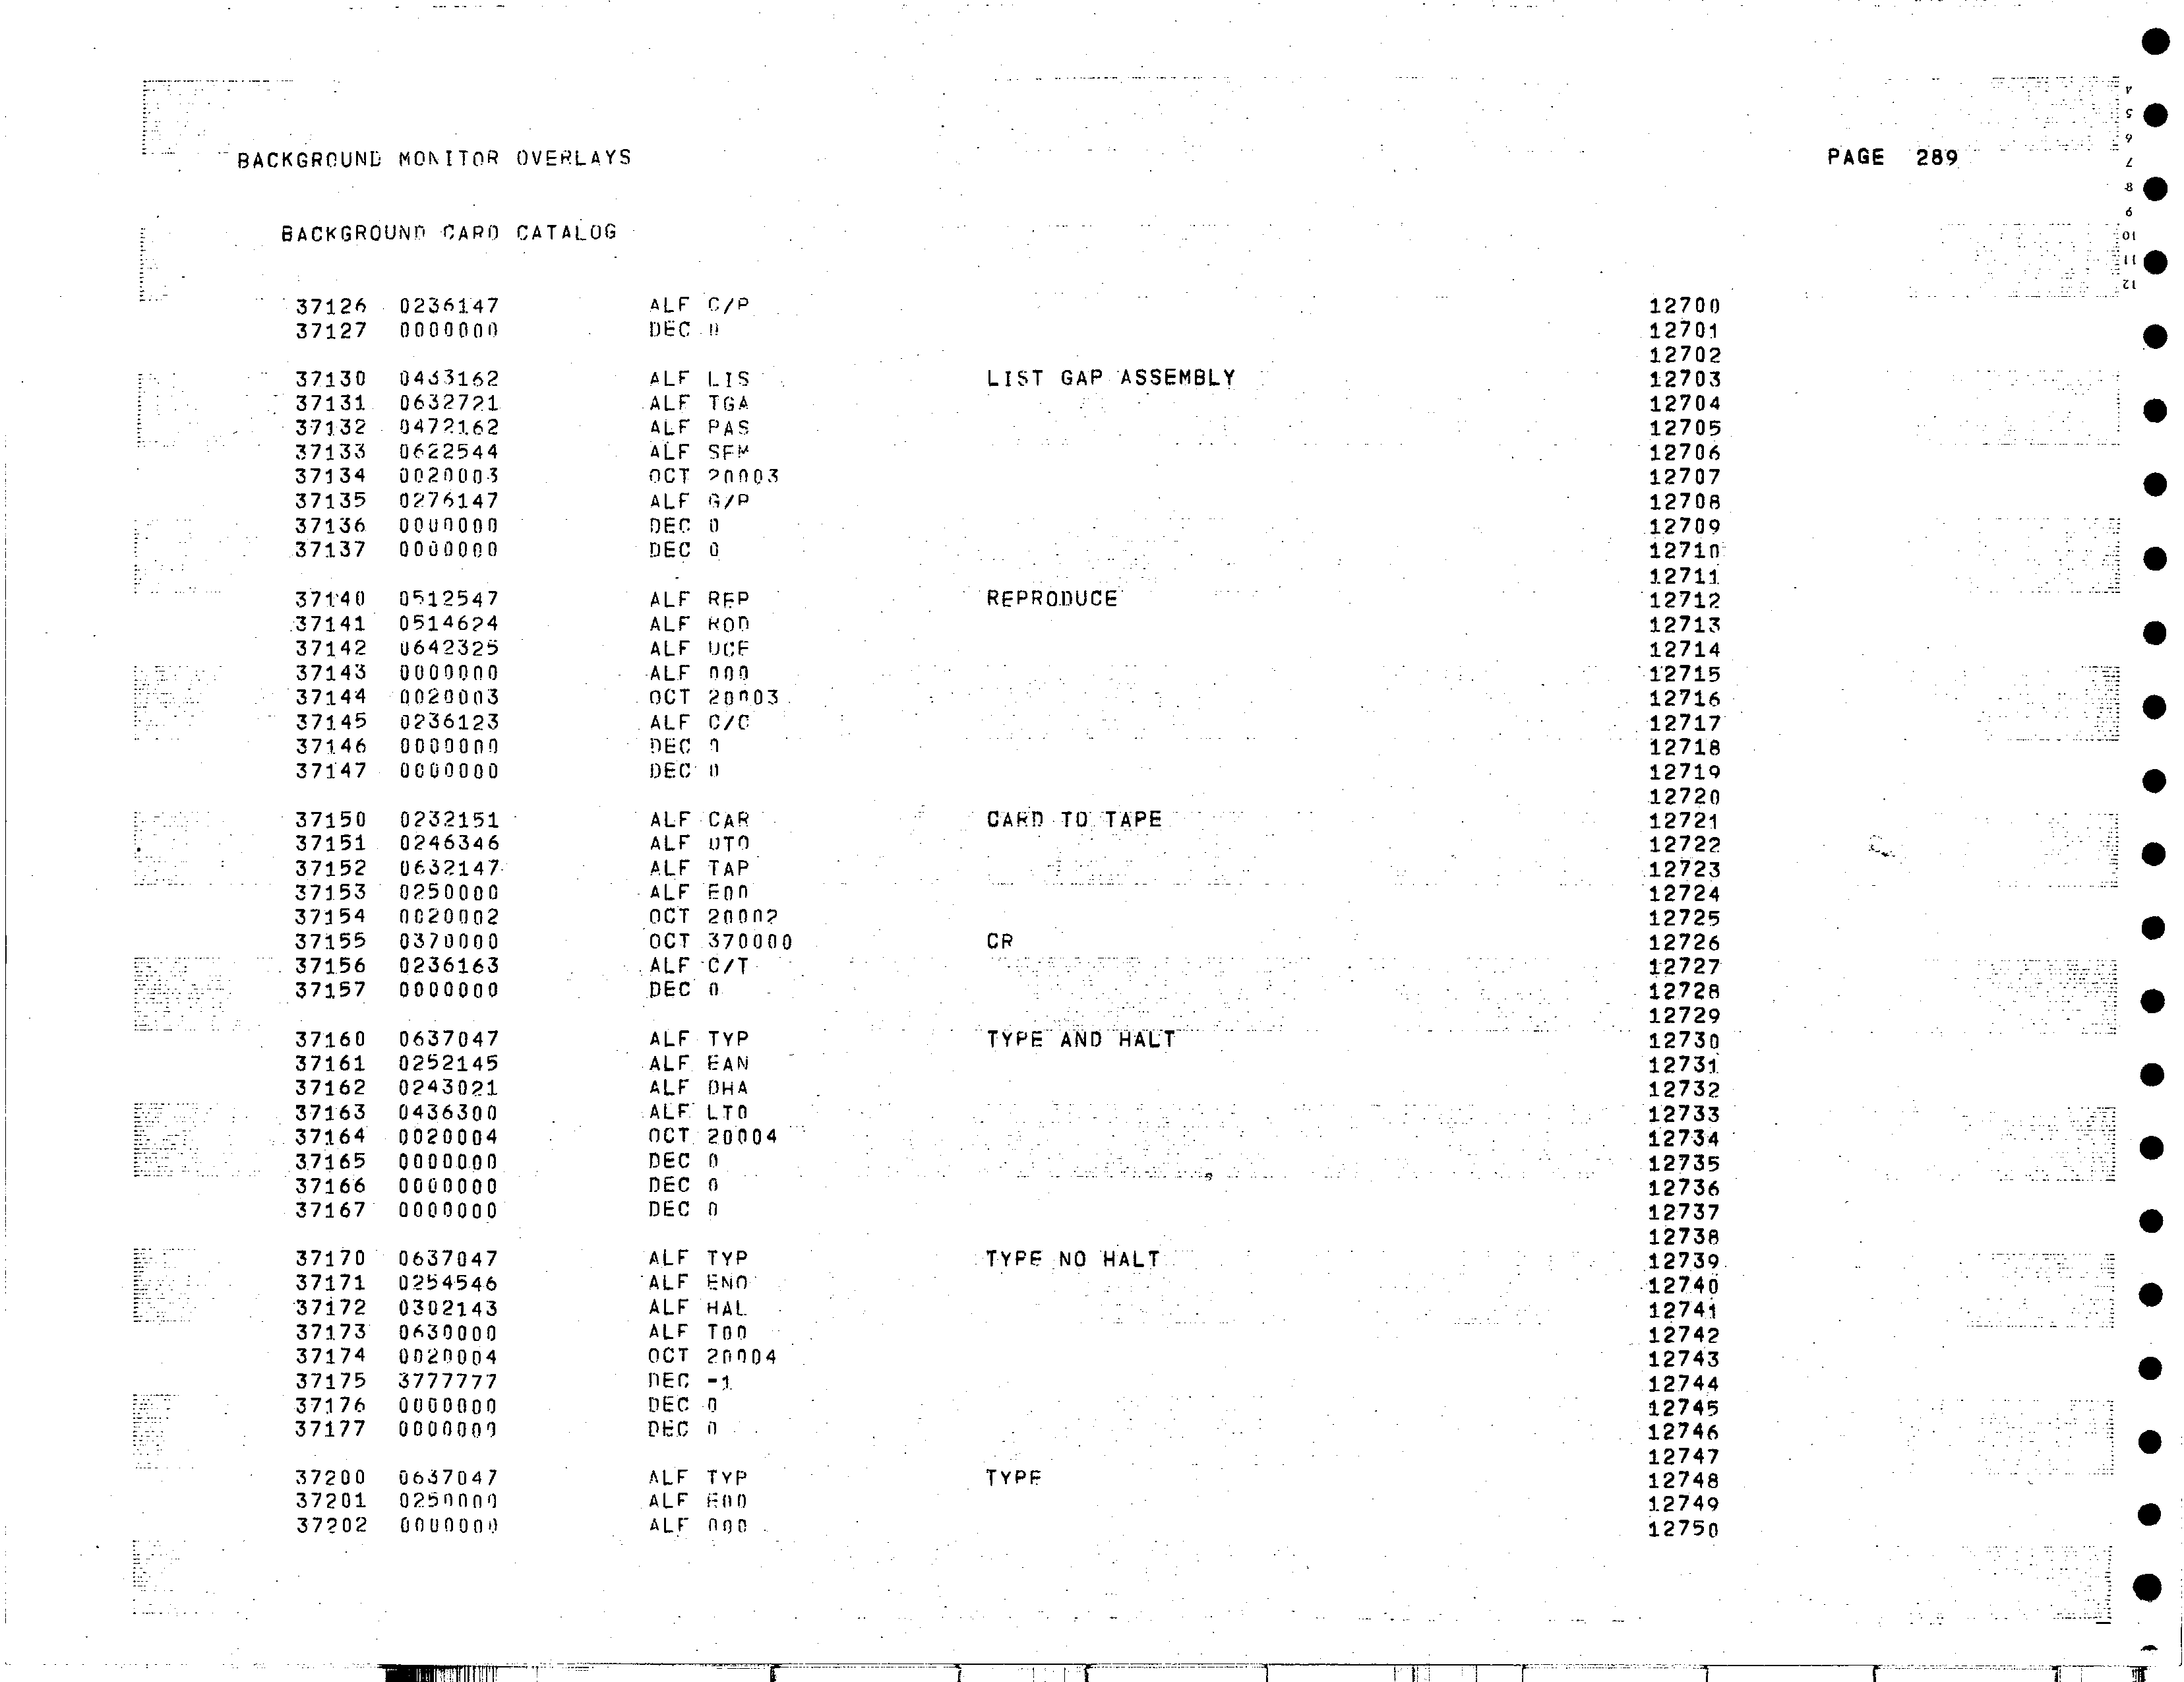 BACKGROUND MONITOR OVERLAYS PAGE 289
BACKGROUND CARD CATALOG
37126 0236147 ALF C/P 12700
37127 0000000 DEC 0 12701
12702
37130 0433162 ALF LIS LIST GAP ASSEMBLY 12703
37131 0632721 ALF TGA 12704
37132 0472162 ALF PAS 12705
37133 0622544 ALF SEM 12706
37134 0020003 OCT 20003 12707
37135 0276147 ALF G/P 12708
37136 0000000 DEC 0 12709
37137 0000000 DEC 0 12710
12711
37140 0512547 ALF REP REPRODUCE 12712
37141 0514624 ALF ROD 12713
37142 0642325 ALF UCE 12714
37143 0000000 ALF 000 12715
37144 0020003 OCT 20003 12716
37145 0236123 ALF C/C 12717
37146 0000000 DEC 0 12718
37147 0000000 DEC 0 12719
12720
37150 0232151 ALF CAR CARD TO TAPE 12721
37151 0246346 ALF DTO 12722
37152 0632147 ALF TAP 12723
37153 0250000 ALF E00 12724
37154 0020002 OCT 20002 12725
37155 0370000 OCT 370000 CR 12726
37156 0236163 ALF C/T 12727
37157 0000000 DEC 0 12728
12729
37160 0637047 ALF TYP TYPE AND HALT 12730
37161 0252145 ALF EAN 12731
37162 0243021 ALF DHA 12732
37163 0436300 ALF LT0 12733
37164 0020004 OCT 20004 12734
37165 0000000 DEC 0 12735
37166 0000000 DEC 0 12736
37167 0000000 DEC 0 12737
12738
37170 0637047 ALF TYP TYPE NO HALT 12739
37171 0254546 ALF ENO 12740
37172 0302143 ALF HAL 12741
37173 0630000 ALF T00 12742
37174 0020004 OCT 20004 12743
37175 3777777 DEC -1 12744
37176 0000000 DEC 0 12745
37177 0000000 DEC 0 12746
12747
37200 0637047 ALF TYP TYPE 12748
37201 0250000 ALF E00 12749
37202 0000000 ALF 000 12750
4
5
6
7
8
9
10
11
12